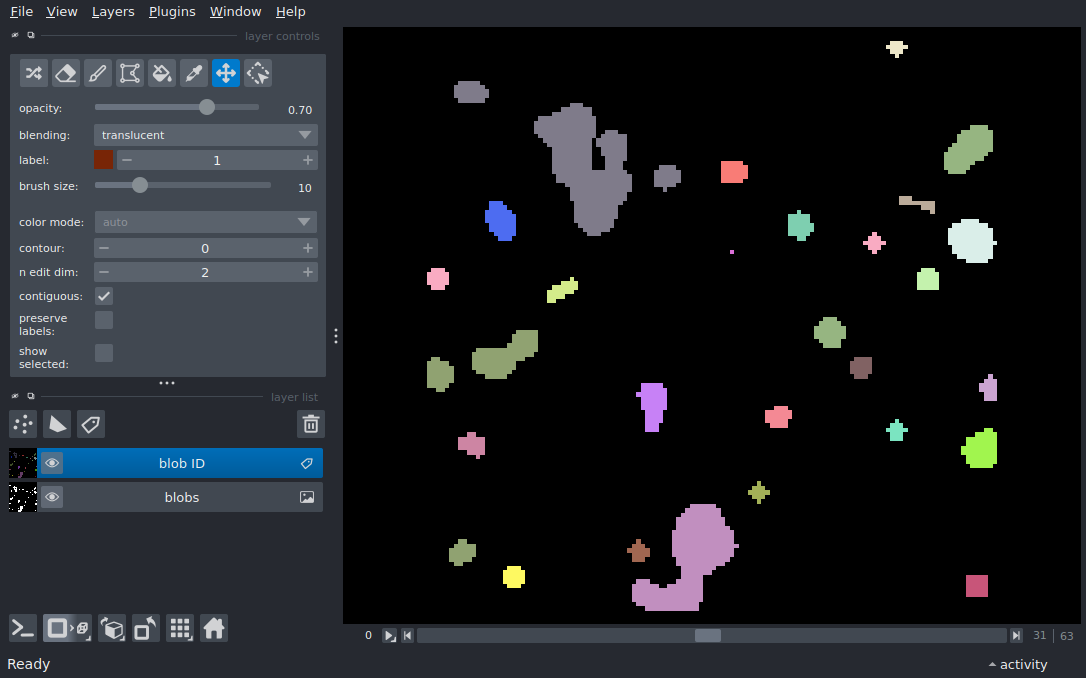 File View Layers Plugins Window Help
layer controls
opacity: 0.70
blending: translucent
label: 1
brush size: 10
color mode: auto
contour: 0
n edit dim: 2
contiguous:
preserve
labels:
show
selected:
layer list
blob ID
blobs
0 31 | 63
Ready activity